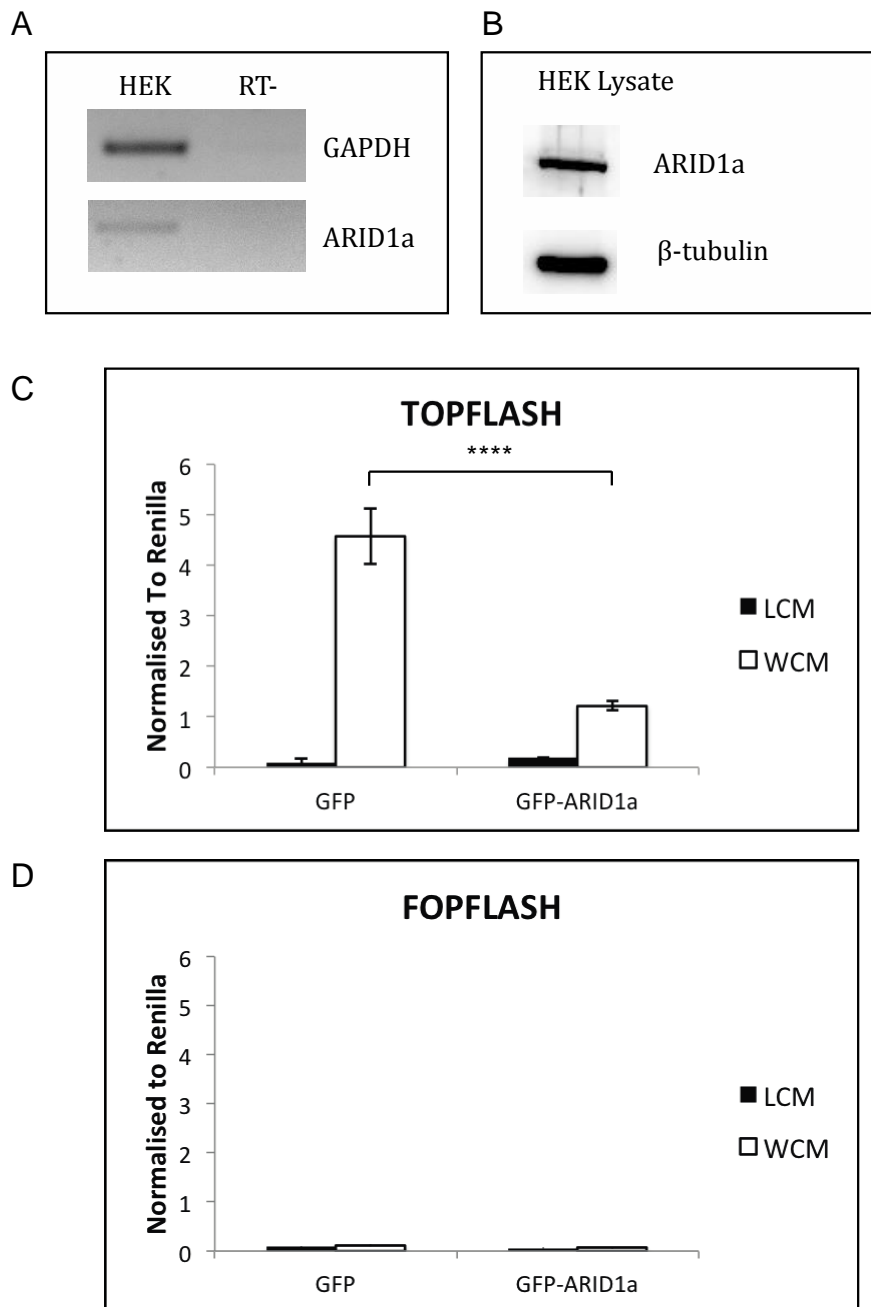 A
HEK RT-
GAPDH
ARID1a
B
HEK Lysate
ARID1a
β-tubulin
C
TOPFLASH
****
Normalised To Renilla
6
5
4
3
2
1
0
GFP GFP-ARID1a
LCM
WCM
D
FOPFLASH
Normalised to Renilla
6
5
4
3
2
1
0
GFP GFP-ARID1a
LCM
WCM